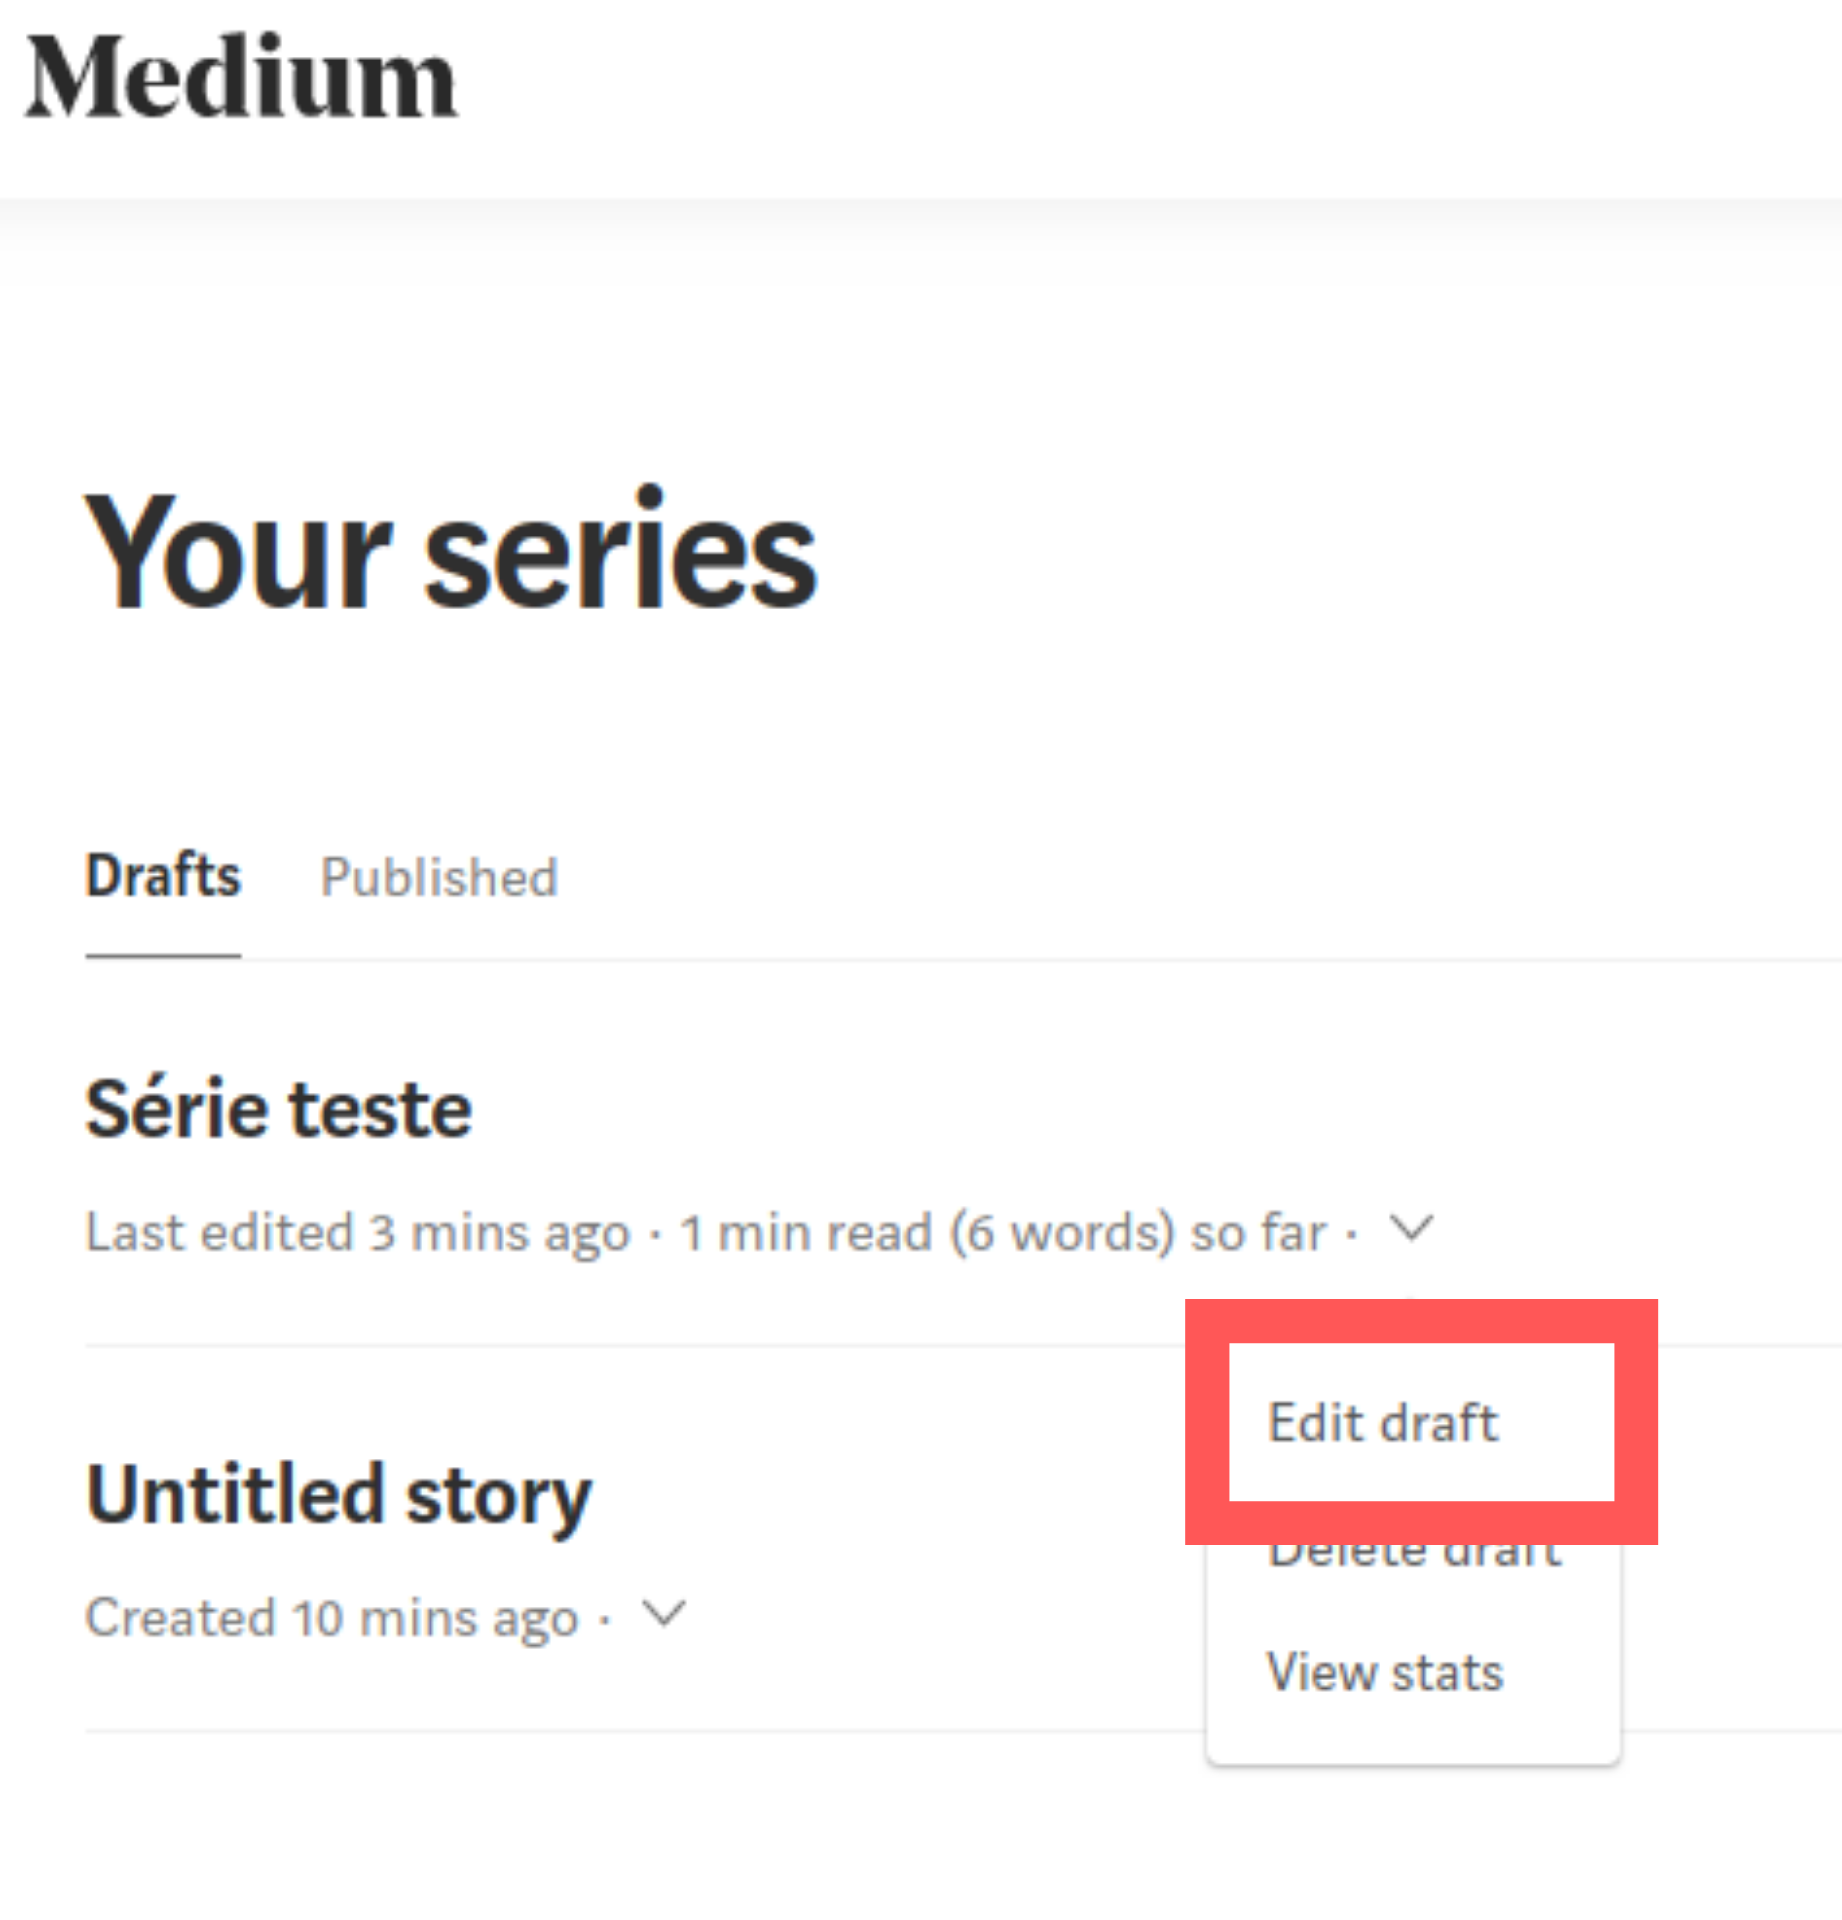 Medium
Your series
Drafts Published
Série teste
Last edited 3 mins ago · 1 min read (6 words) so far ·
Edit draft
Delete draft
Untitled story
Created 10 mins ago ·
View stats